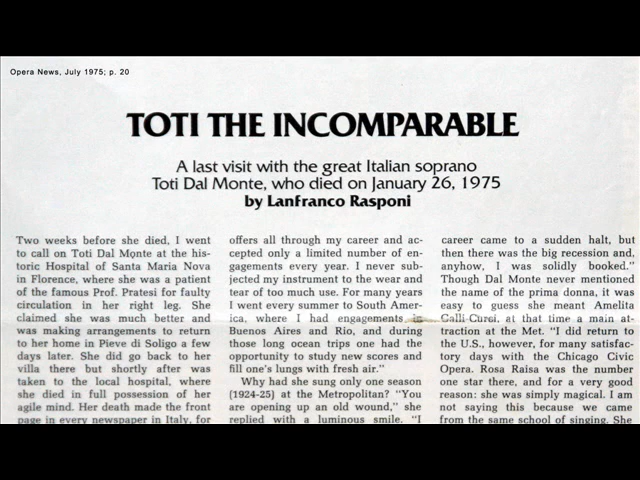 Opera News, July 1975; p. 20
TOTI THE INCOMPARABLE
A last visit with the great Italian soprano
Toti Dal Monte, who died on January 26, 1975
by Lanfranco Rasponi
Two weeks before she died, I went
to call on Toti Dal Monte at the his-
toric Hospital of Santa Maria Nova
in Florence, where she was a patient
of the famous Prof. Pratesi for faulty
circulation in her right leg. She
claimed she was much better and
was making arrangements to return
to her home in Pieve di Soligo a few
days later. She did go back to her
villa there but shortly after was
taken to the local hospital, where
she died in full possession of her
agile mind. Her death made the front
page in every newspaper in Italy, for
offers all through my career and ac-
cepted only a limited number of en-
gagements every year. I never sub-
jected my instrument to the wear and
tear of too much use. For many years
I went every summer to South Amer-
ica, where I had engagements in
Buenos Aires and Rio, and during
those long ocean trips one had the
opportunity to study new scores and
fill one's lungs with fresh air."
Why had she sung only one season
(1924-25) at the Metropolitan? "You
are opening up an old wound," she
replied with a luminous smile. "I
career came to a sudden halt, but
then there was the big recession and,
anyhow, I was solidly booked."
Though Dal Monte never mentioned
the name of the prima donna, it was
easy to guess she meant Amelita
Galli-Curci, at that time a main at-
traction at the Met. "I did return to
the U.S., however, for many satisfac-
tory days with the Chicago Civic
Opera. Rosa Raisa was the number
one star there, and for a very good
reason: she was simply magical. I am
not saying this because we came
from the same school of singing. She